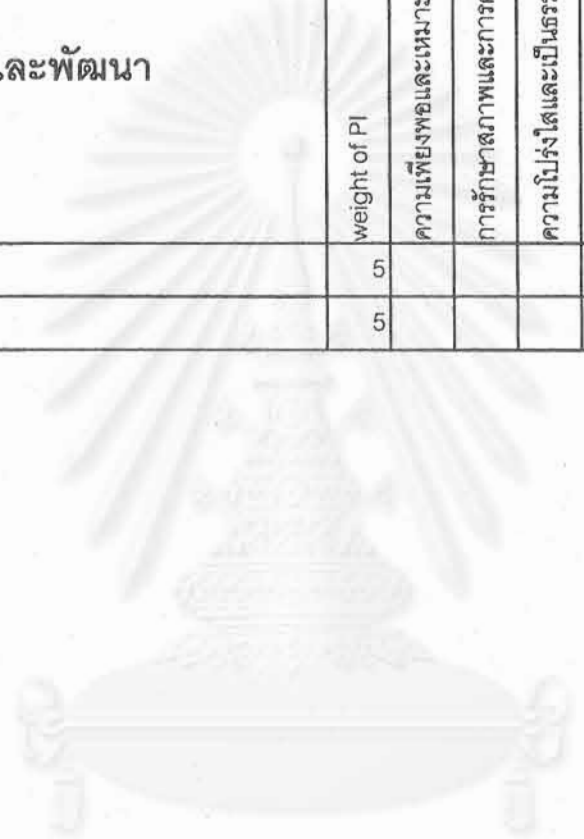 และพัฒนา
weight of PI
ความเพียงพอและเหมาะ
การรักษาสภาพและการ
ความโปร่งใสและเป็นธรร
5
5